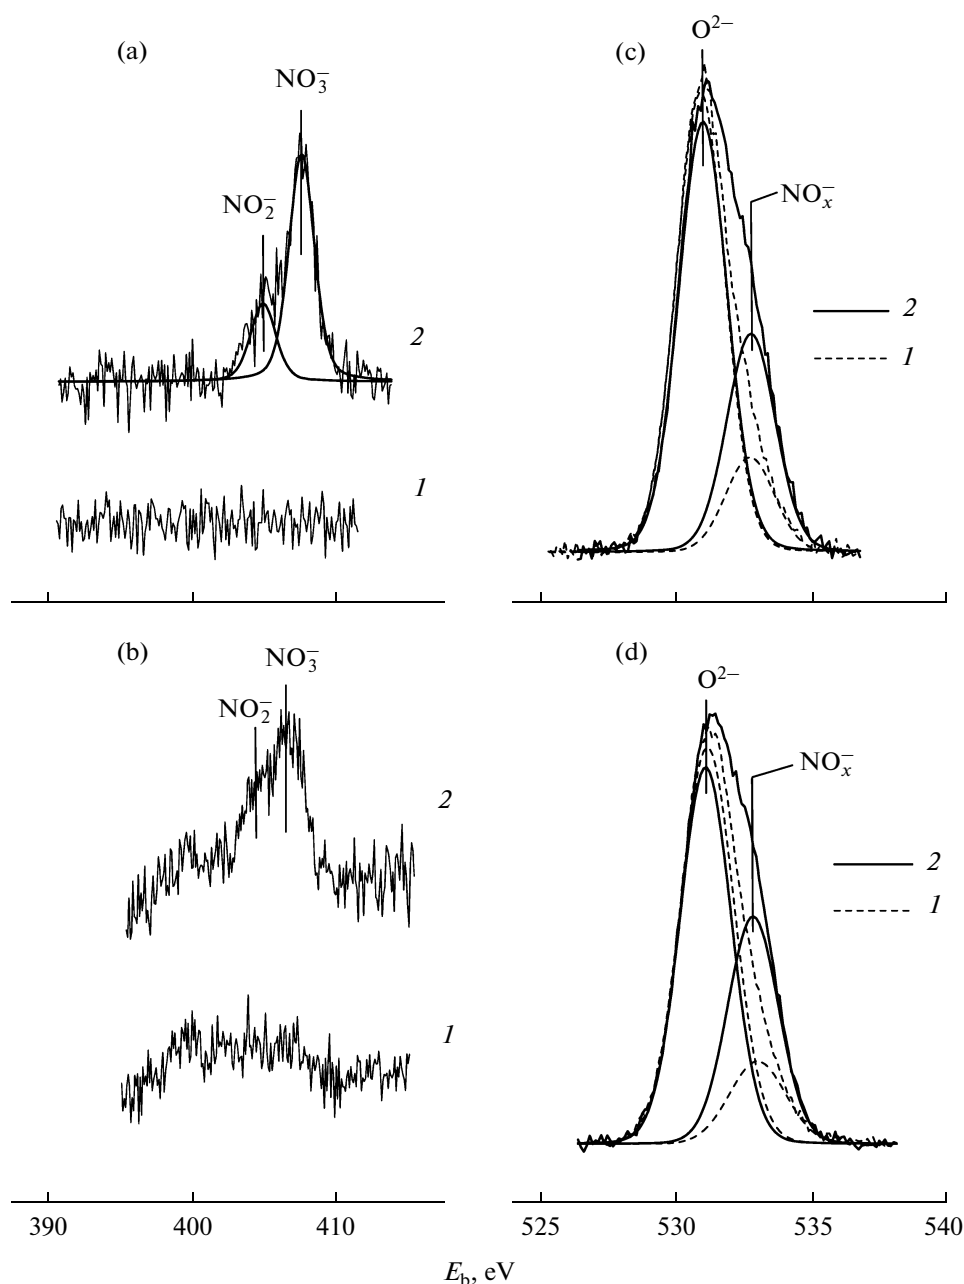 (a)
NO₃⁻
NO₂⁻
2
1
(c)
O²⁻
NOₓ⁻
2
1
(b)
NO₃⁻
NO₂⁻
2
1
390 400 410
(d)
O²⁻
NOₓ⁻
2
1
525 530 535 540
E_b, eV